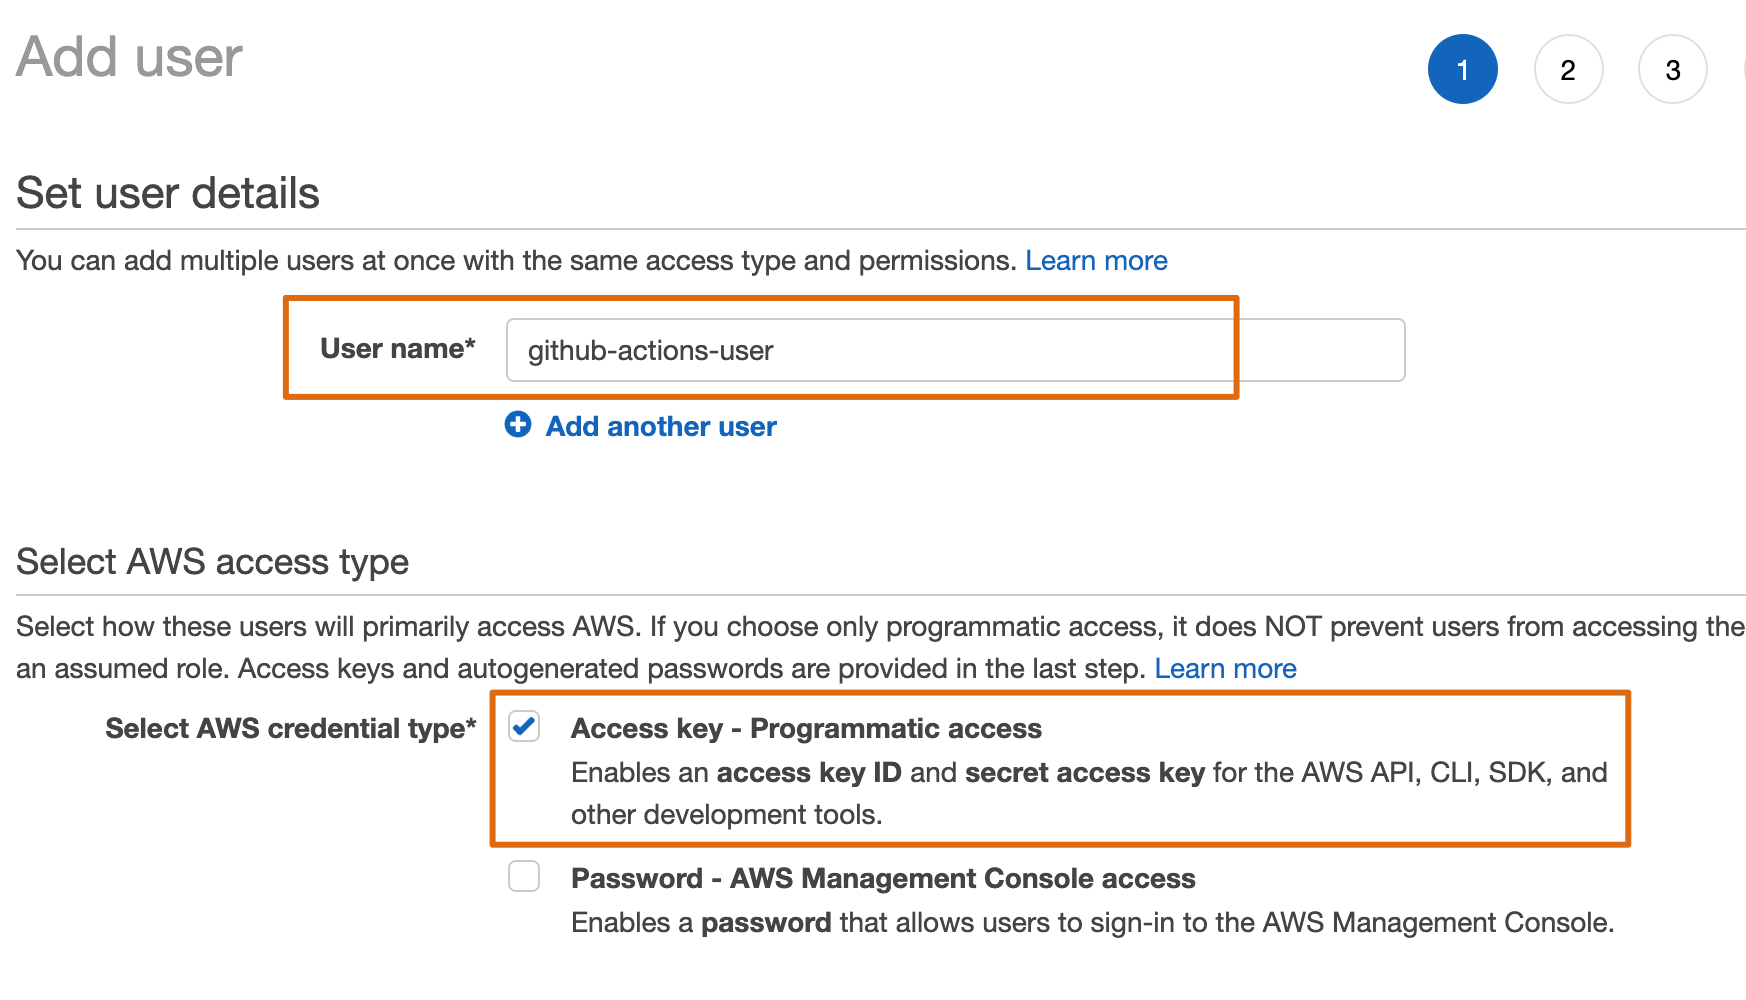 Add user
1 2 3
Set user details
You can add multiple users at once with the same access type and permissions. Learn more
User name* github-actions-user
Add another user
Select AWS access type
Select how these users will primarily access AWS. If you choose only programmatic access, it does NOT prevent users from accessing the
an assumed role. Access keys and autogenerated passwords are provided in the last step. Learn more
Select AWS credential type* Access key - Programmatic access
Enables an access key ID and secret access key for the AWS API, CLI, SDK, and
other development tools.
Password - AWS Management Console access
Enables a password that allows users to sign-in to the AWS Management Console.